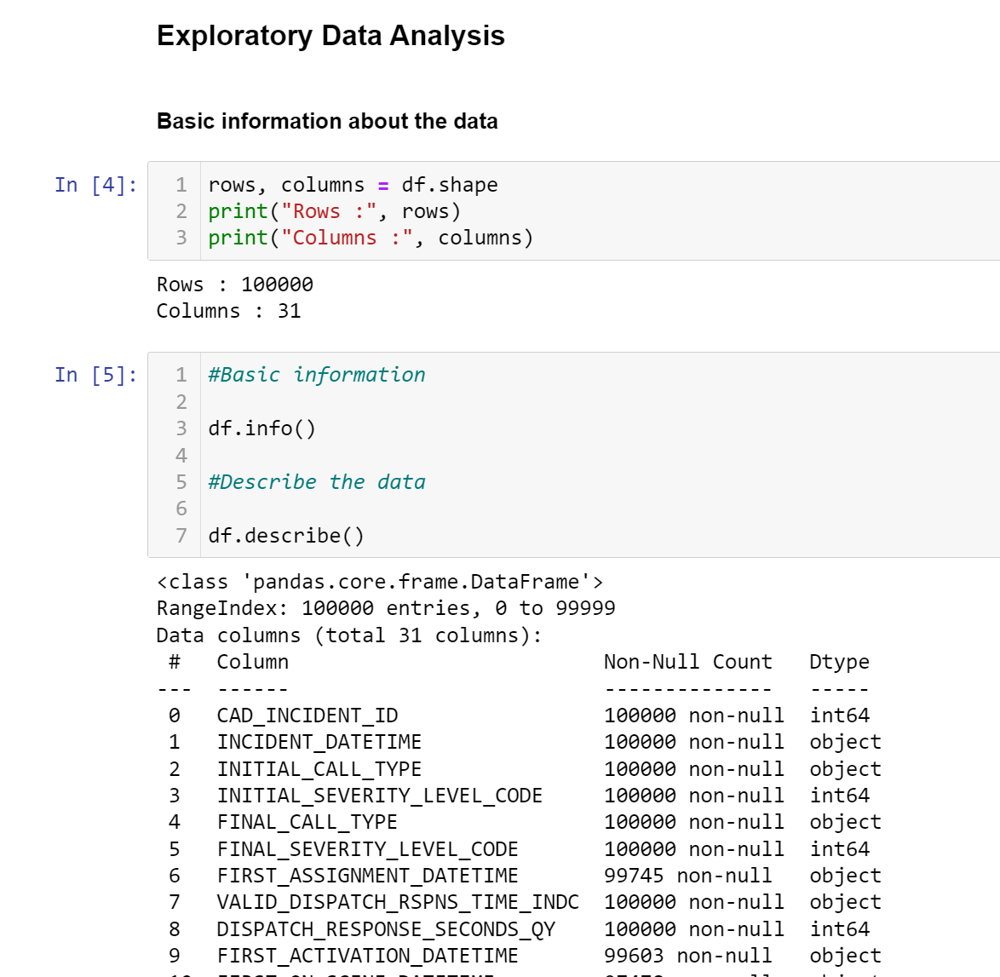 Exploratory Data Analysis
Basic information about the data
In [4]:
1 rows, columns = df.shape
2 print("Rows :", rows)
3 print("Columns :", columns)
Rows : 100000
Columns : 31
In [5]:
1 #Basic information
2
3 df.info()
4
5 #Describe the data
6
7 df.describe()
<class 'pandas.core.frame.DataFrame'>
RangeIndex: 100000 entries, 0 to 99999
Data columns (total 31 columns):
 #   Column                          Non-Null Count   Dtype
---  ------                          --------------   -----
 0   CAD_INCIDENT_ID                 100000 non-null  int64
 1   INCIDENT_DATETIME               100000 non-null  object
 2   INITIAL_CALL_TYPE               100000 non-null  object
 3   INITIAL_SEVERITY_LEVEL_CODE     100000 non-null  int64
 4   FINAL_CALL_TYPE                 100000 non-null  object
 5   FINAL_SEVERITY_LEVEL_CODE       100000 non-null  int64
 6   FIRST_ASSIGNMENT_DATETIME       99745 non-null   object
 7   VALID_DISPATCH_RSPNS_TIME_INDC  100000 non-null  object
 8   DISPATCH_RESPONSE_SECONDS_QY    100000 non-null  int64
 9   FIRST_ACTIVATION_DATETIME       99603 non-null   object